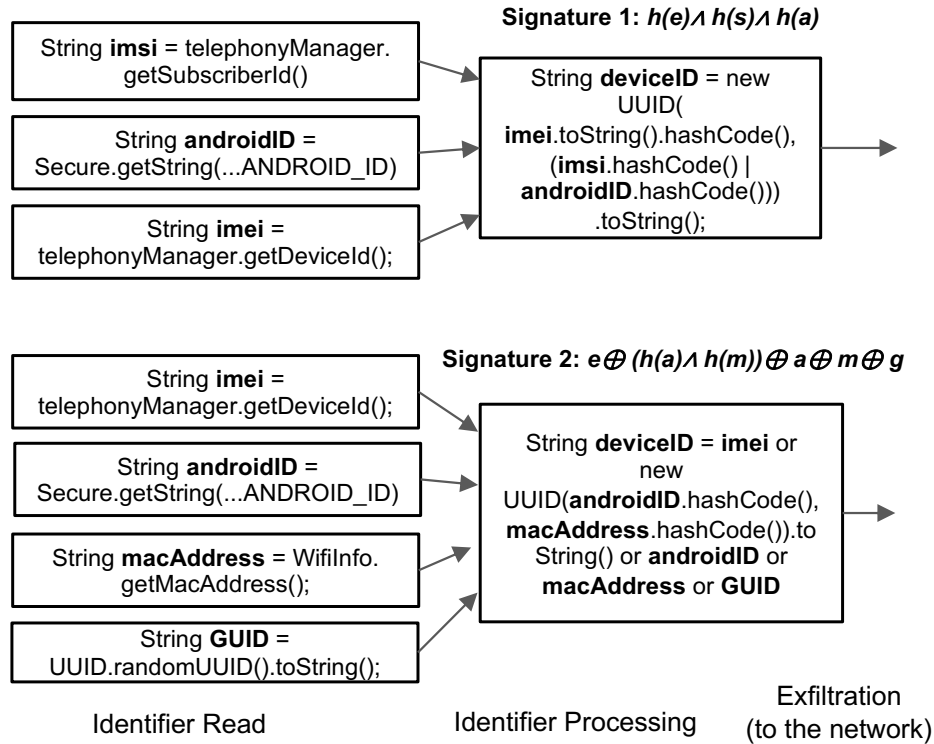 Signature 1: h(e)∧ h(s)∧ h(a)
String imsi = telephonyManager.
getSubscriberId()
String androidID =
Secure.getString(...ANDROID_ID)
String imei =
telephonyManager.getDeviceId();
String deviceID = new
UUID(
imei.toString().hashCode(),
(imsi.hashCode() |
androidID.hashCode()))
.toString();
Signature 2: e⊕ (h(a)∧ h(m))⊕ a⊕ m⊕ g
String imei =
telephonyManager.getDeviceId();
String androidID =
Secure.getString(...ANDROID_ID)
String macAddress = WifiInfo.
getMacAddress();
String GUID =
UUID.randomUUID().toString();
String deviceID = imei or
new
UUID(androidID.hashCode(),
macAddress.hashCode()).to
String() or androidID or
macAddress or GUID
Identifier Read
Identifier Processing
Exfiltration
(to the network)